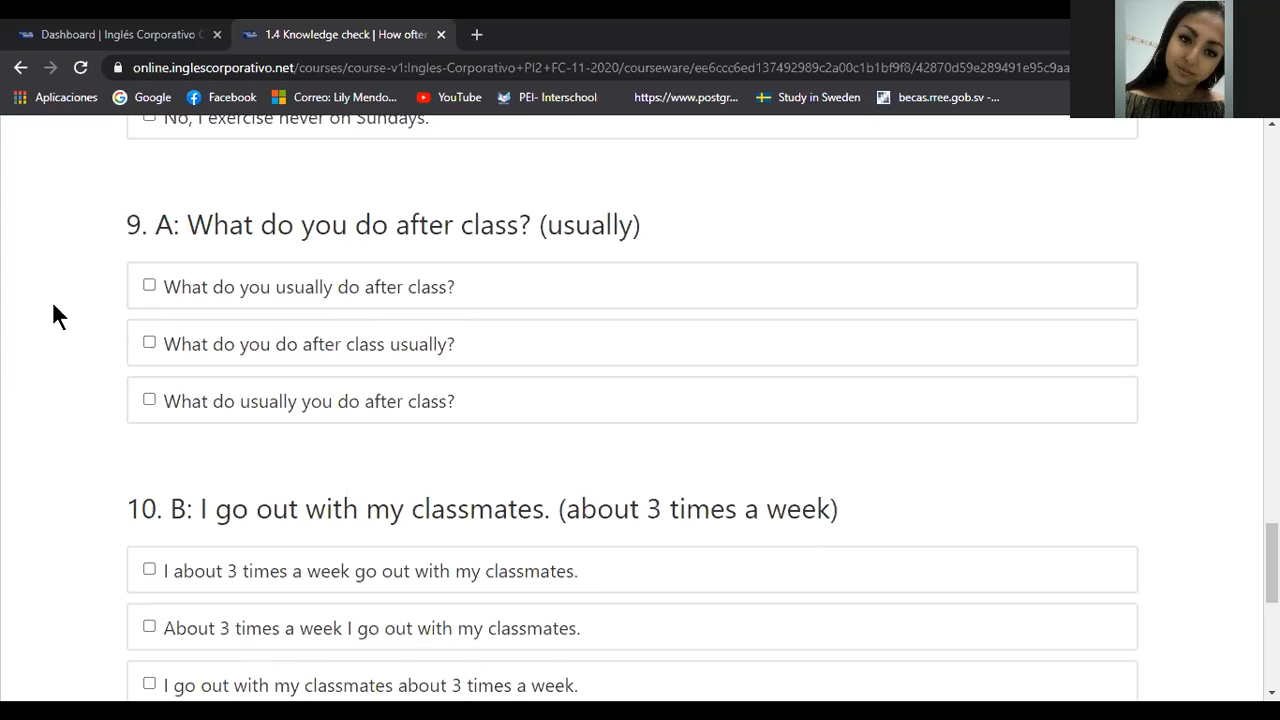 Dashboard | Inglés Corporativo C
1.4 Knowledge check | How ofter
online.inglescorporativo.net/courses/course-v1:Ingles-Corporativo+PI2+FC-11-2020/courseware/ee6ccc6ed137492989c2a00c1b1bf9f8/42870d59e289491e95c9aa
Aplicaciones Google Facebook Correo: Lily Mendo... YouTube PEI- Interschool https://www.postgr... Study in Sweden becas.rree.gob.sv -...
No, I exercise never on Sundays.
9. A: What do you do after class? (usually)
What do you usually do after class?
What do you do after class usually?
What do usually you do after class?
10. B: I go out with my classmates. (about 3 times a week)
I about 3 times a week go out with my classmates.
About 3 times a week I go out with my classmates.
I go out with my classmates about 3 times a week.